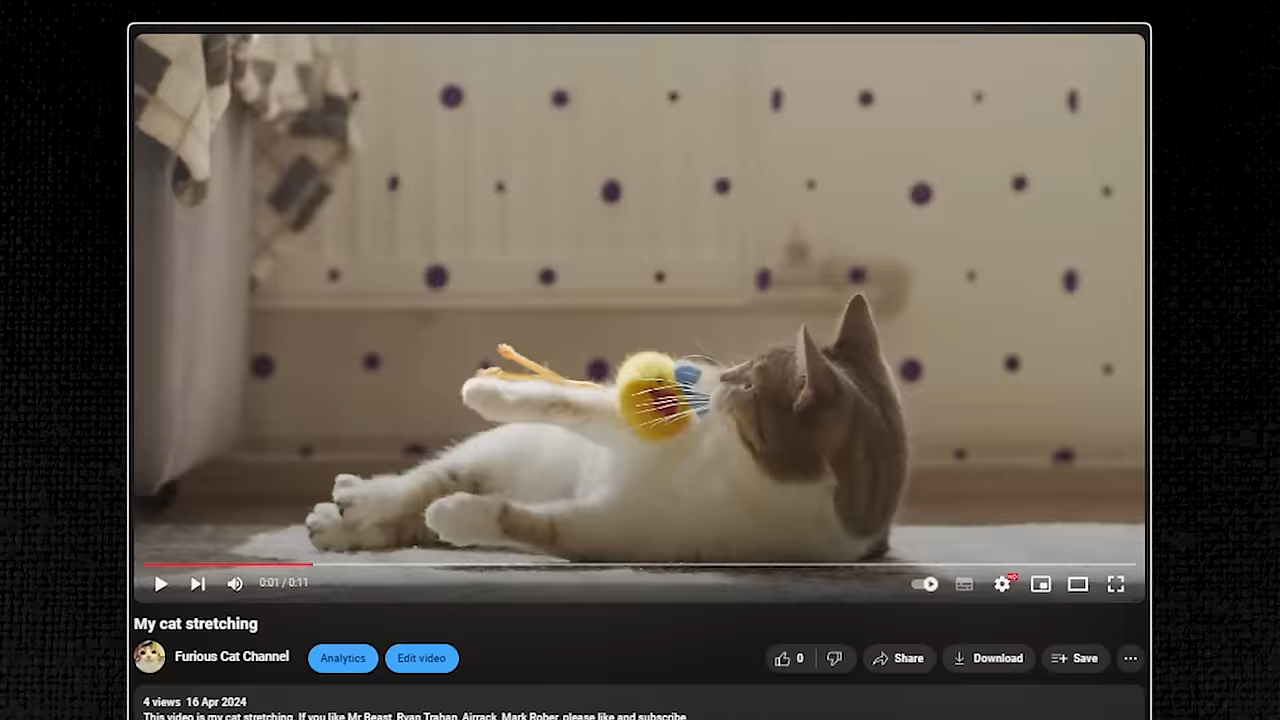 0:01 / 0:11
HD
My cat stretching
Furious Cat Channel
Analytics
Edit video
0
Share
Download
Save
4 views 16 Apr 2024
This video is my cat stretching. If you like Mr Beast, Ryan Trahan, Airrack, Mark Rober, please like and subscribe